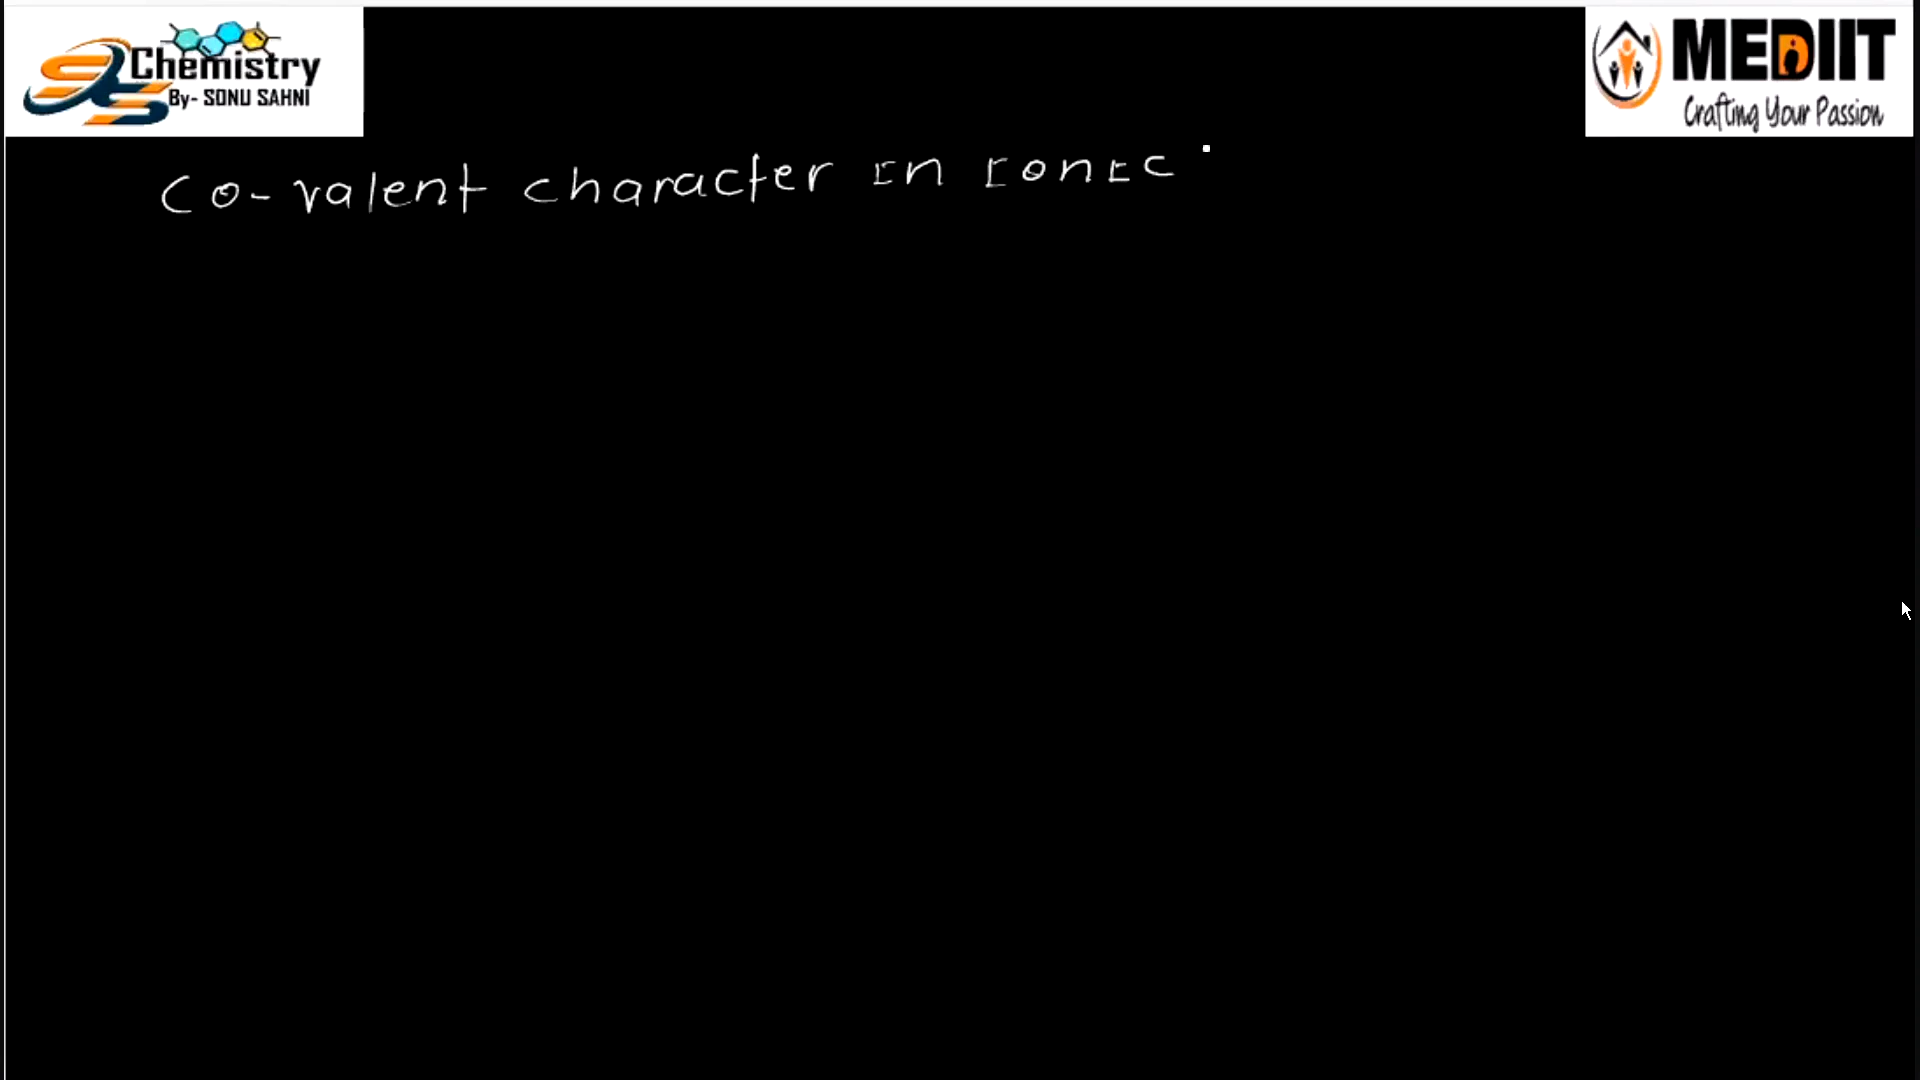 Chemistry
By- SONU SAHNI
MEDIIT
Crafting Your Passion
Co-valent character in ionic